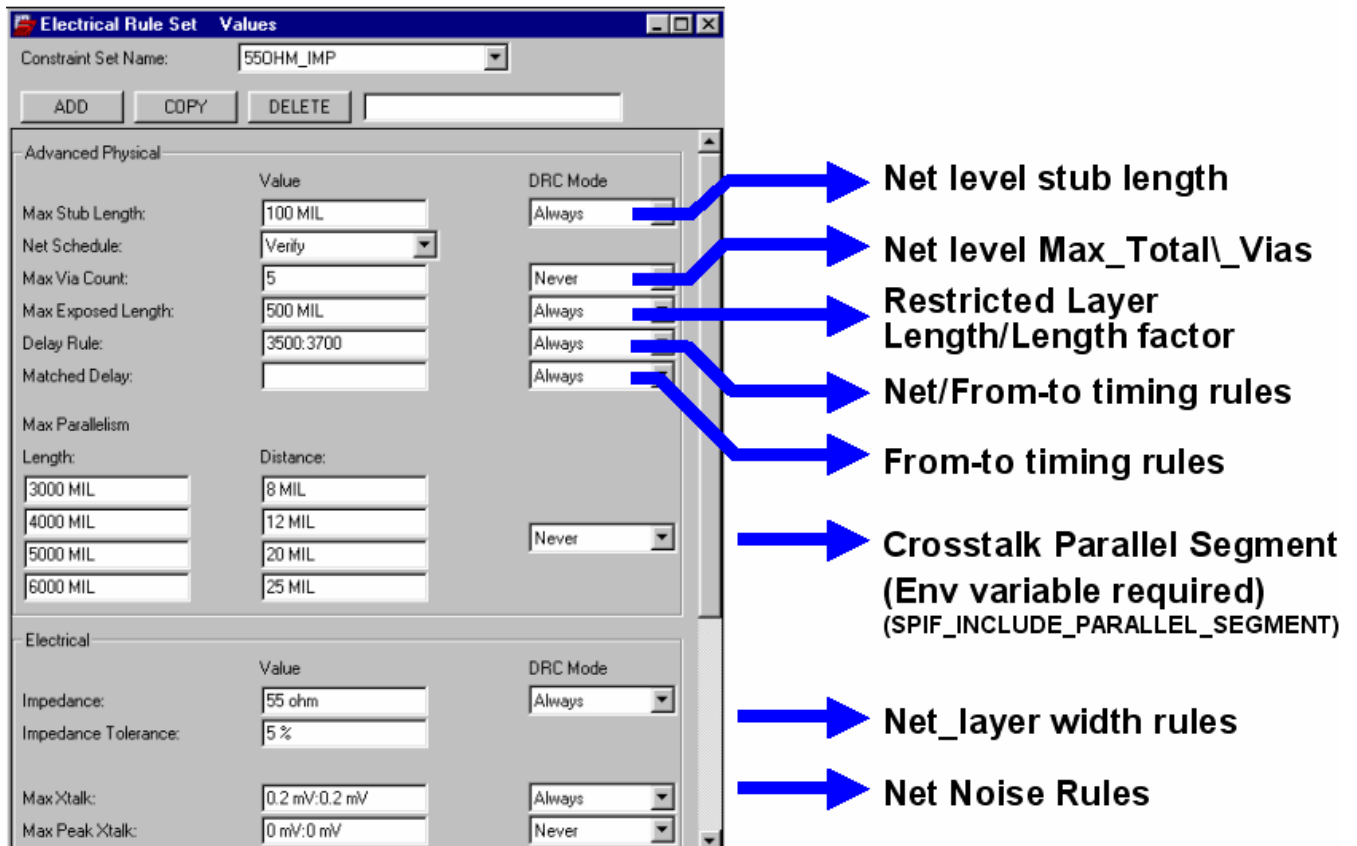 Electrical Rule Set Values
Constraint Set Name: 55OHM_IMP
ADD COPY DELETE
Advanced Physical
Value DRC Mode
Max Stub Length: 100 MIL Always
Net Schedule: Verify
Max Via Count: 5 Never
Max Exposed Length: 500 MIL Always
Delay Rule: 3500:3700 Always
Matched Delay: Always
Max Parallelism
Length: Distance:
3000 MIL 8 MIL
4000 MIL 12 MIL
Never
5000 MIL 20 MIL
6000 MIL 25 MIL
Electrical
Value DRC Mode
Impedance: 55 ohm Always
Impedance Tolerance: 5 %
Max Xtalk: 0.2 mV:0.2 mV Always
Max Peak Xtalk: 0 mV:0 mV Never
Net level stub length
Net level Max_Total\_Vias
Restricted Layer
Length/Length factor
Net/From-to timing rules
From-to timing rules
Crosstalk Parallel Segment
(Env variable required)
(SPIF_INCLUDE_PARALLEL_SEGMENT)
Net_layer width rules
Net Noise Rules